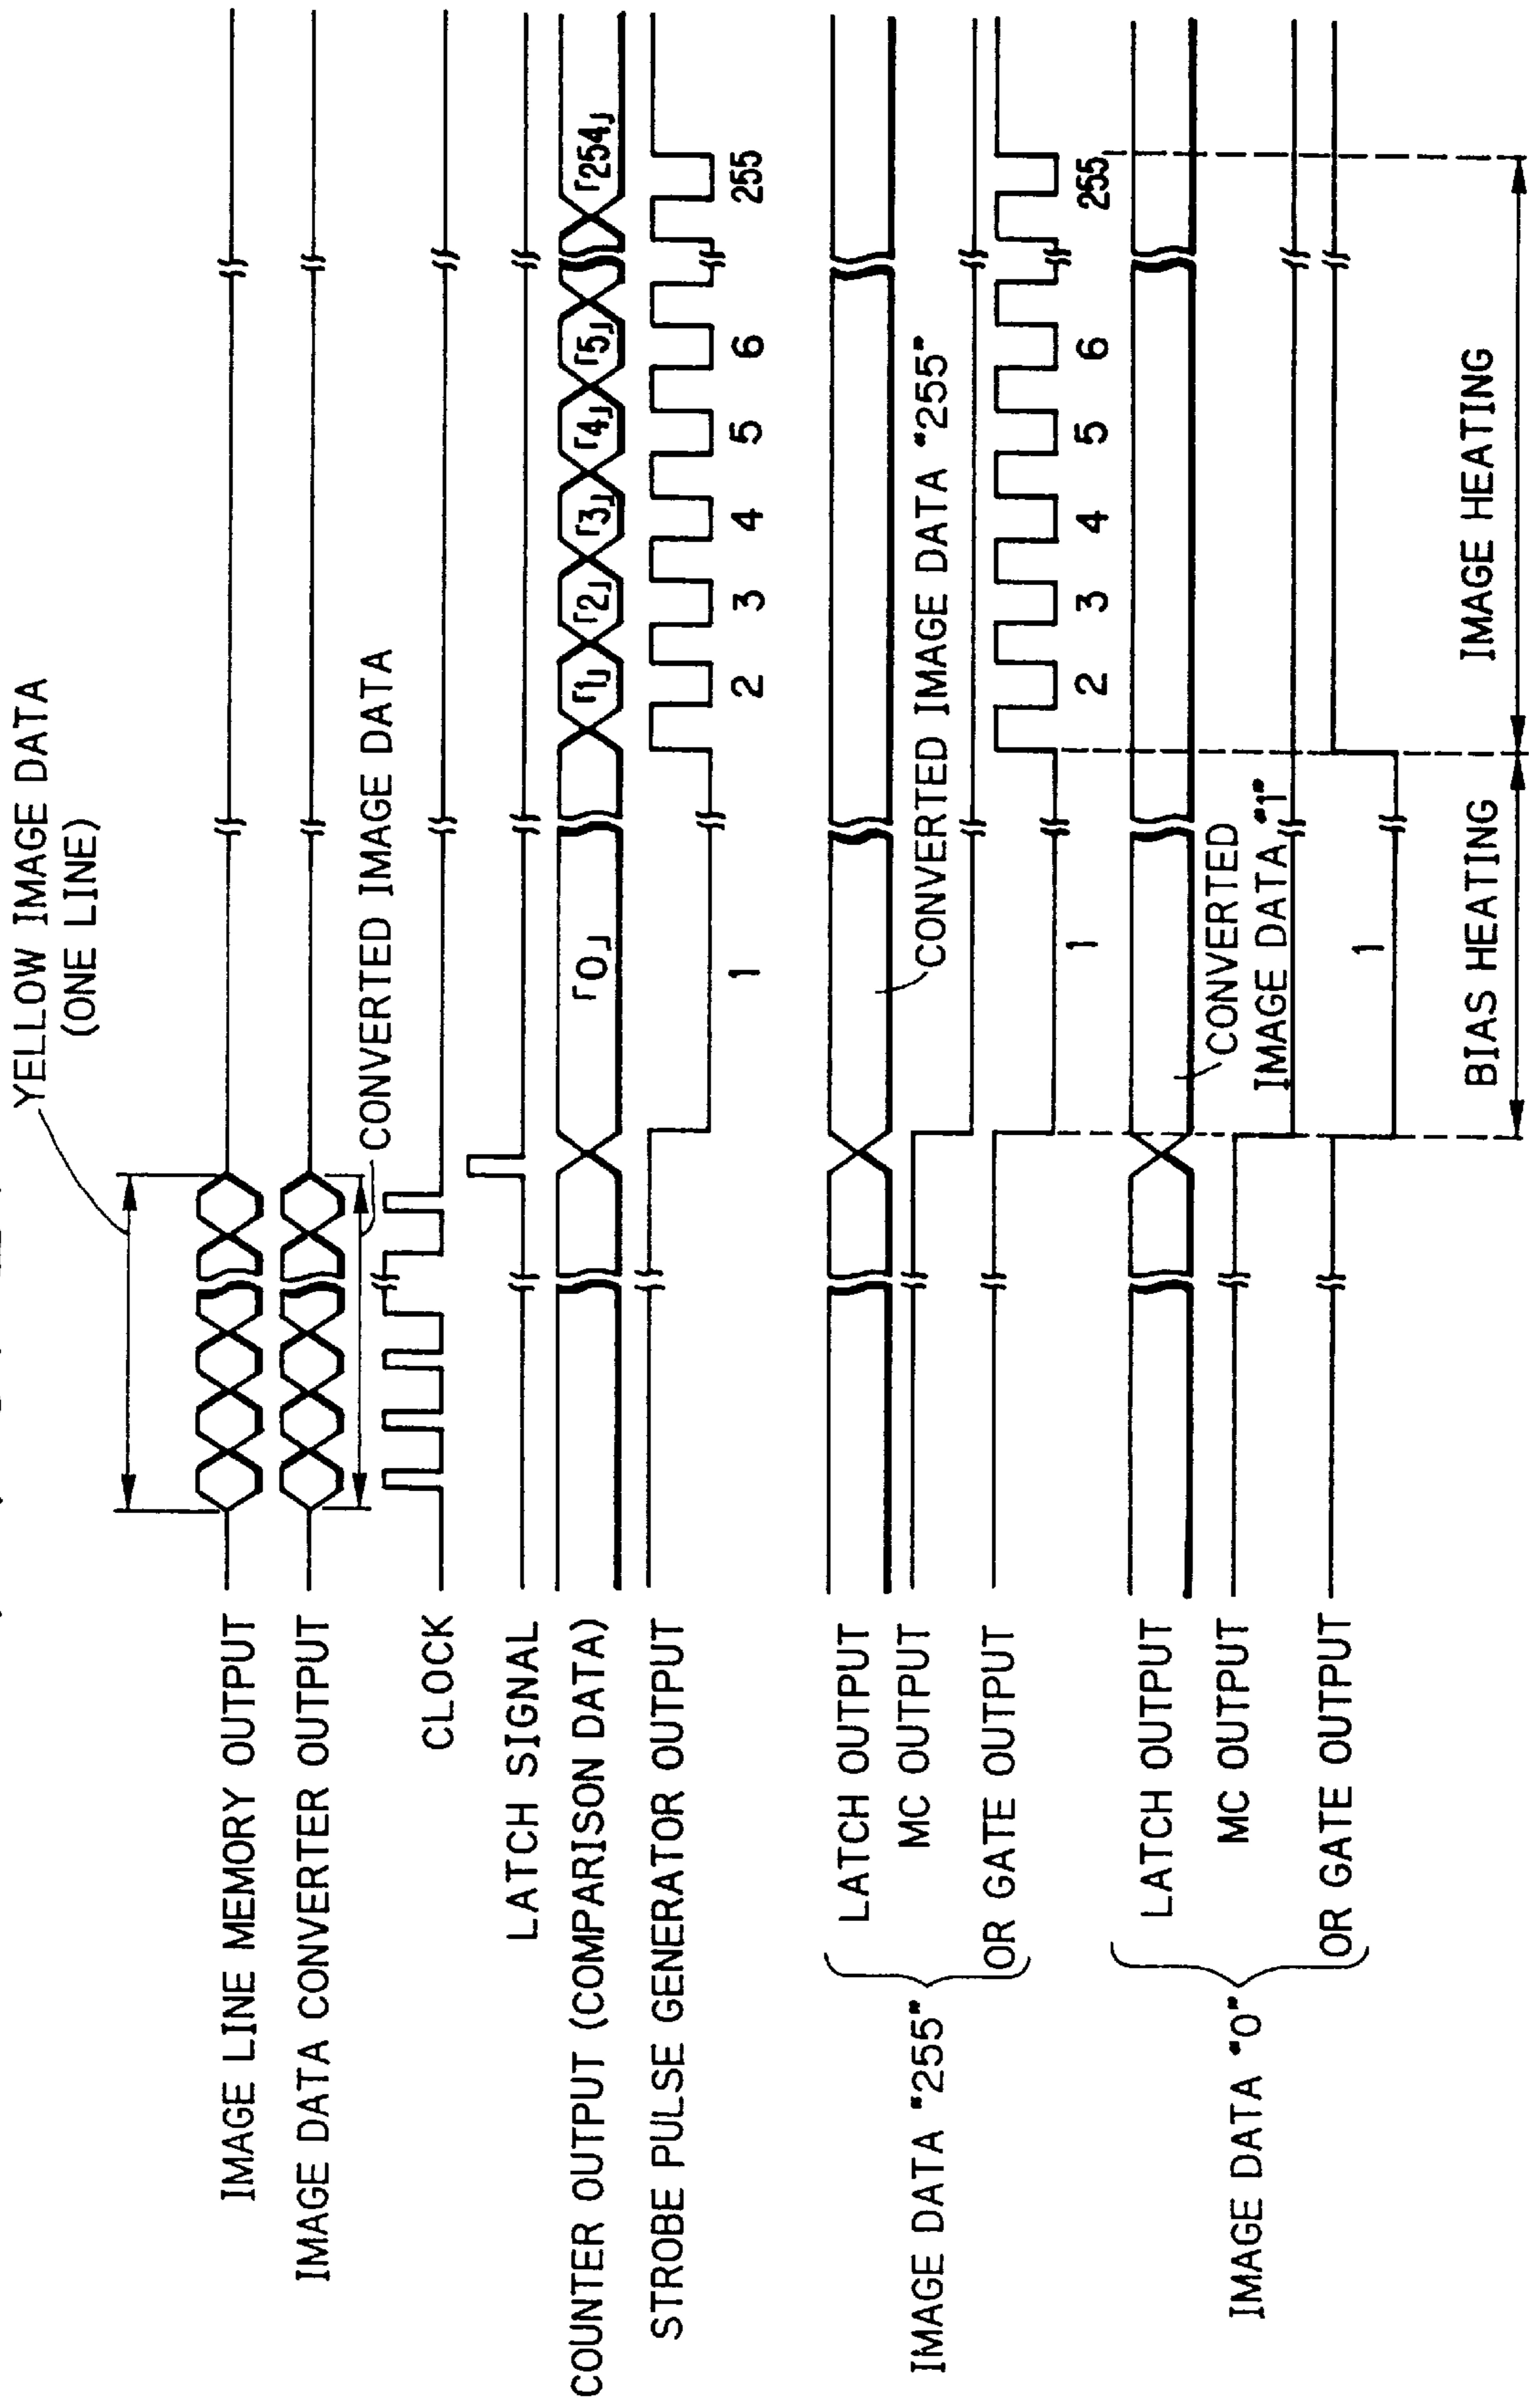 YELLOW IMAGE DATA
(ONE LINE)
IMAGE LINE MEMORY OUTPUT
IMAGE DATA CONVERTER OUTPUT
CONVERTED IMAGE DATA
CLOCK
LATCH SIGNAL
COUNTER OUTPUT (COMPARISON DATA)
「0」 「1」 「2」 「3」 「4」 「5」 「254」
STROBE PULSE GENERATOR OUTPUT
1 2 3 4 5 6 255
IMAGE DATA "255"
LATCH OUTPUT
CONVERTED IMAGE DATA "255"
MC OUTPUT
OR GATE OUTPUT
1 2 3 4 5 6 255
IMAGE DATA "0"
LATCH OUTPUT
CONVERTED
IMAGE DATA "1"
MC OUTPUT
OR GATE OUTPUT
1
BIAS HEATING
IMAGE HEATING